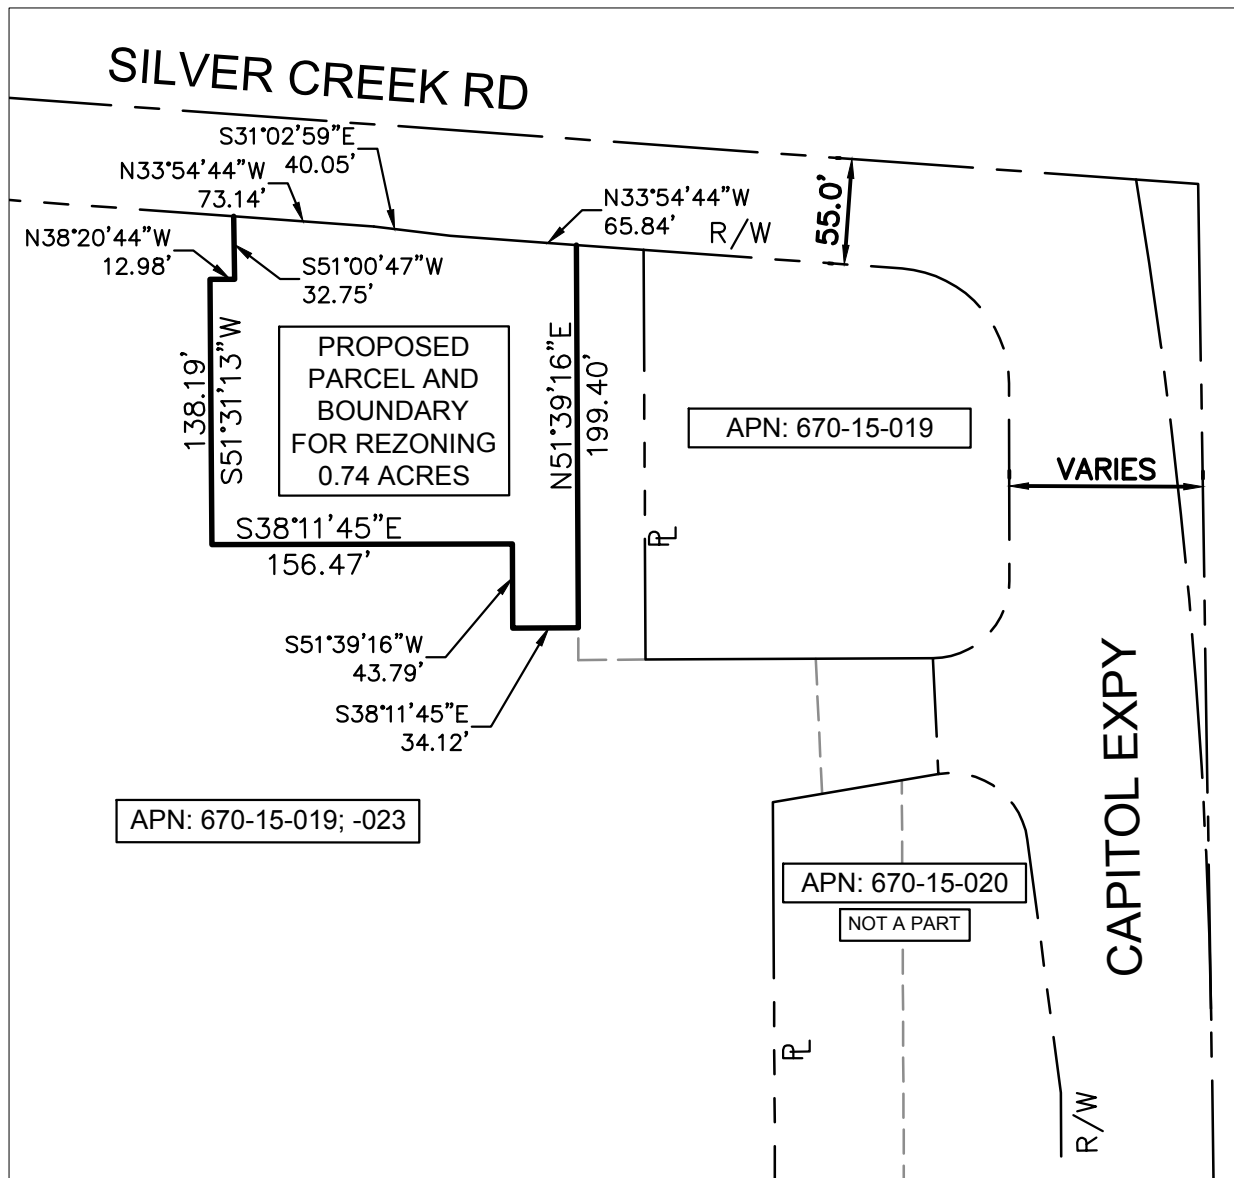 SILVER CREEK RD
S31°02'59"E
40.05'
N33°54'44"W
73.14'
N33°54'44"W
65.84'
R/W
55.0'
N38°20'44"W
12.98'
S51°00'47"W
32.75'
138.19'
S51°31'13"W
PROPOSED
PARCEL AND
BOUNDARY
FOR REZONING
0.74 ACRES
N51°39'16"E
199.40'
APN: 670-15-019
VARIES
S38°11'45"E
156.47'
PL
S51°39'16"W
43.79'
S38°11'45"E
34.12'
CAPITOL EXPY
APN: 670-15-019; -023
APN: 670-15-020
NOT A PART
PL
R/W